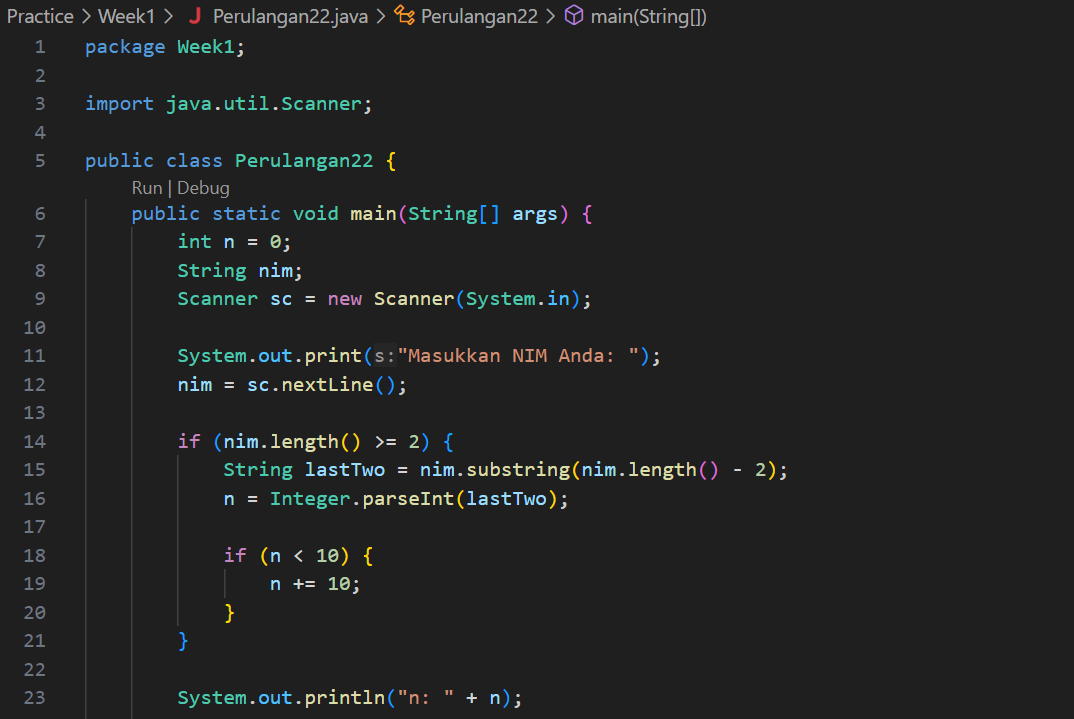 Practice > Week1 > J Perulangan22.java > Perulangan22 > main(String[])
1 package Week1;
2
3 import java.util.Scanner;
4
5 public class Perulangan22 {
Run | Debug
6 public static void main(String[] args) {
7 int n = 0;
8 String nim;
9 Scanner sc = new Scanner(System.in);
10
11 System.out.print(s:"Masukkan NIM Anda: ");
12 nim = sc.nextLine();
13
14 if (nim.length() >= 2) {
15 String lastTwo = nim.substring(nim.length() - 2);
16 n = Integer.parseInt(lastTwo);
17
18 if (n < 10) {
19 n += 10;
20 }
21 }
22
23 System.out.println("n: " + n);